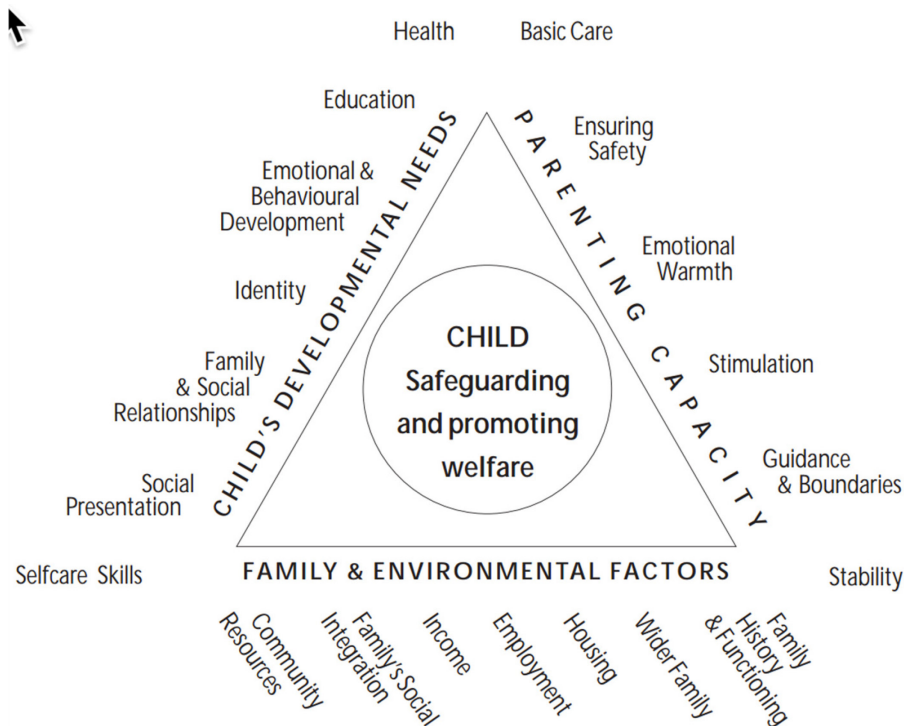 Health
Basic Care
Education
Ensuring
Safety
Emotional &
Behavioural
Development
Emotional
Warmth
Identity
Stimulation
Family
& Social
Relationships
Guidance
& Boundaries
Social
Presentation
Selfcare Skills
Stability
CHILD'S DEVELOPMENTAL NEEDS
PARENTING CAPACITY
CHILD
Safeguarding
and promoting
welfare
FAMILY & ENVIRONMENTAL FACTORS
Community
Resources
Family's Social
Integration
Income
Employment
Housing
Wider Family
Family
History
& Functioning